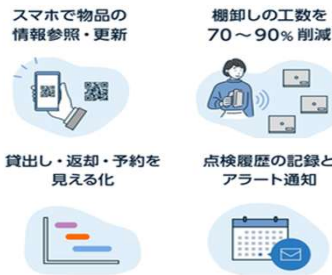 スマホで物品の
情報参照・更新
棚卸しの工数を
70～90%削減
貸出し・返却・予約を
見える化
点検履歴の記録と
アラート通知